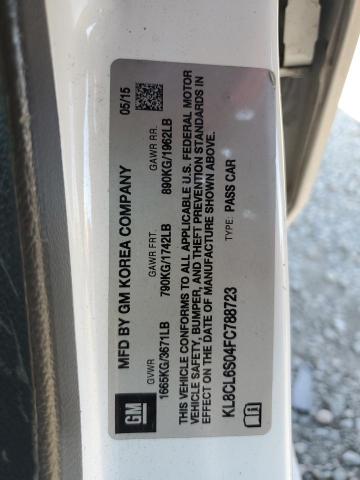 MFD BY GM KOREA COMPANY 05/15
GVWR GAWR FRT. GAWR RR.
1665KG/3671LB 790KG/1742LB 890KG/1962LB
THIS VEHICLE CONFORMS TO ALL APPLICABLE U.S. FEDERAL MOTOR
VEHICLE SAFETY, BUMPER, AND THEFT PREVENTION STANDARDS IN
EFFECT ON THE DATE OF MANUFACTURE SHOWN ABOVE.
TYPE: PASS CAR
KL8CL6S04FC788723
GM